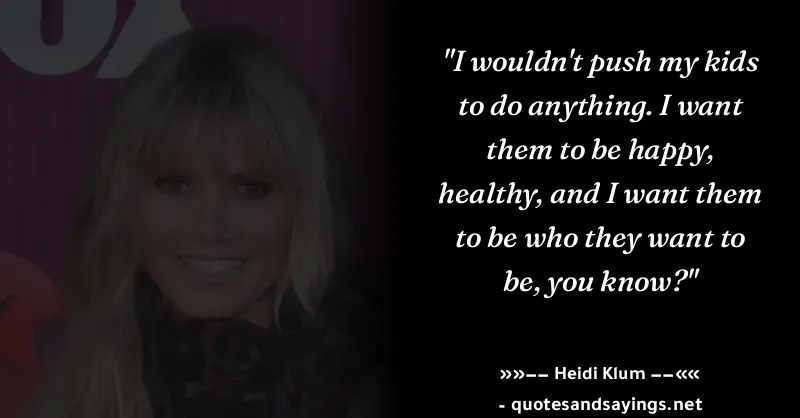 "I wouldn't push my kids
to do anything. I want
them to be happy,
healthy, and I want them
to be who they want to
be, you know?"
»»−− Heidi Klum −−««
- quotesandsayings.net